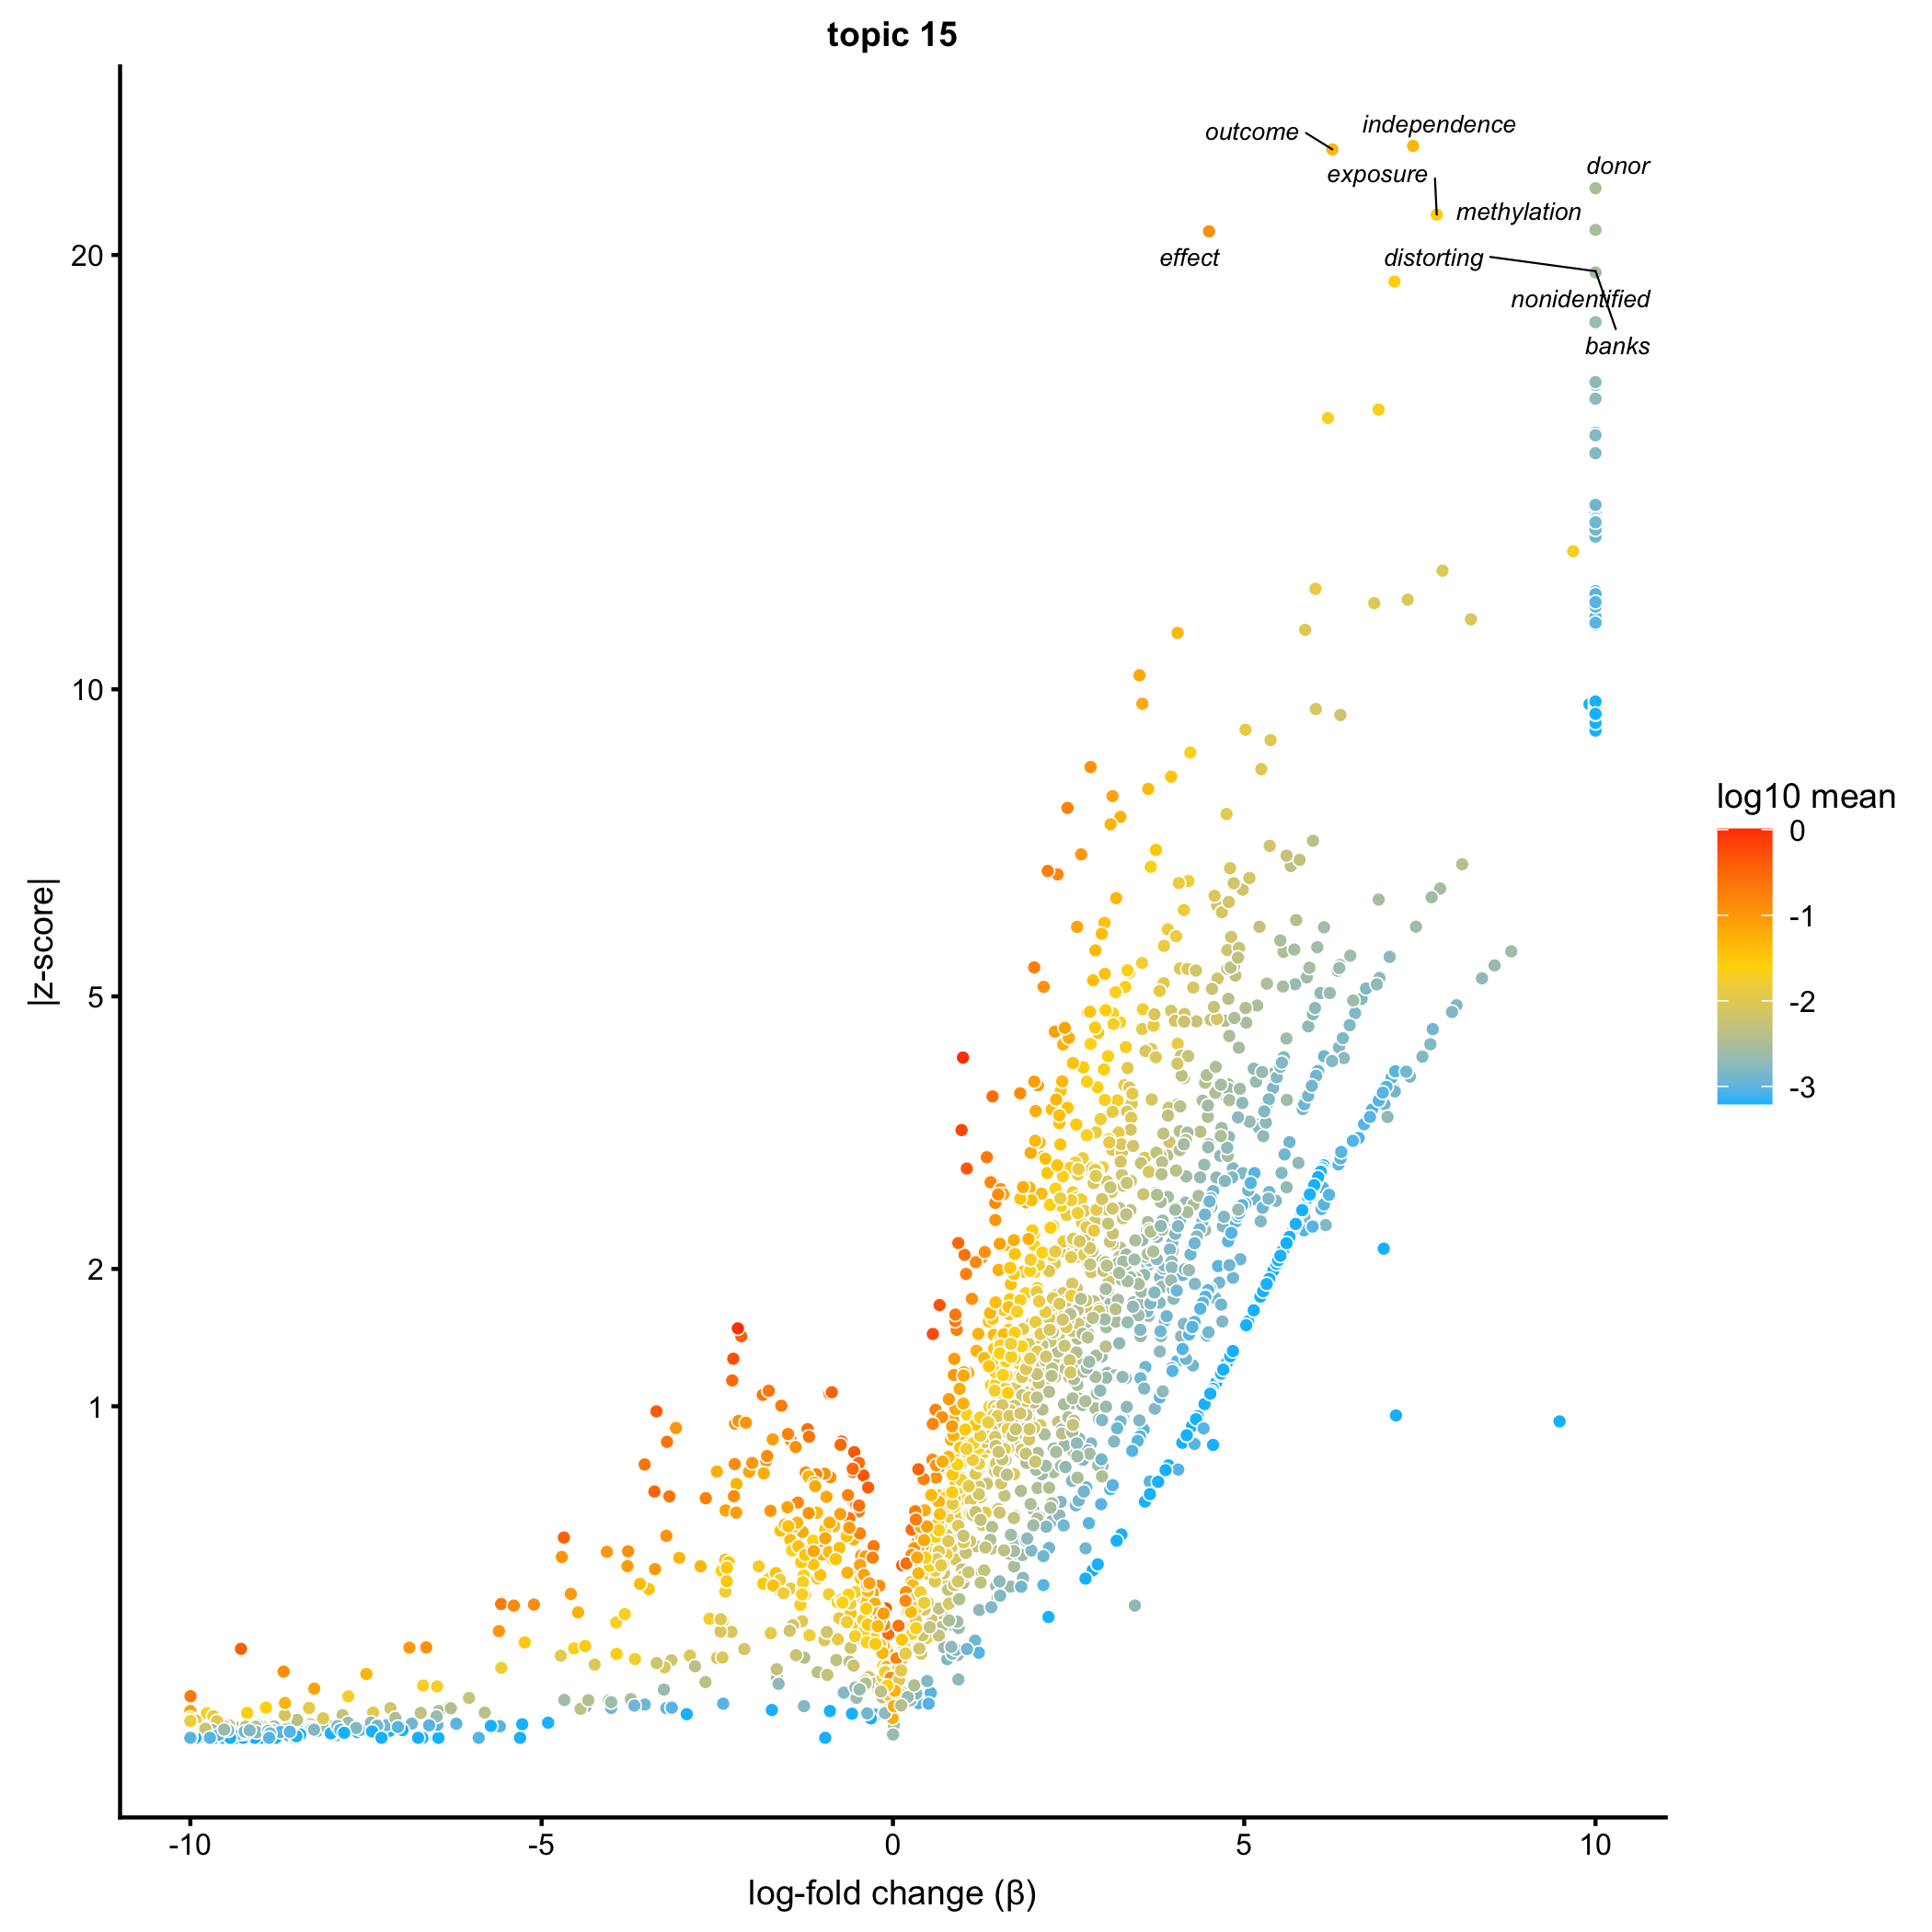 topic 15
independence
outcome
donor
exposure
methylation
20
effect
distorting
nonidentified
banks
10
|z-score|
5
2
1
log10 mean
0
-1
-2
-3
-10
-5
0
5
10
log-fold change (β)